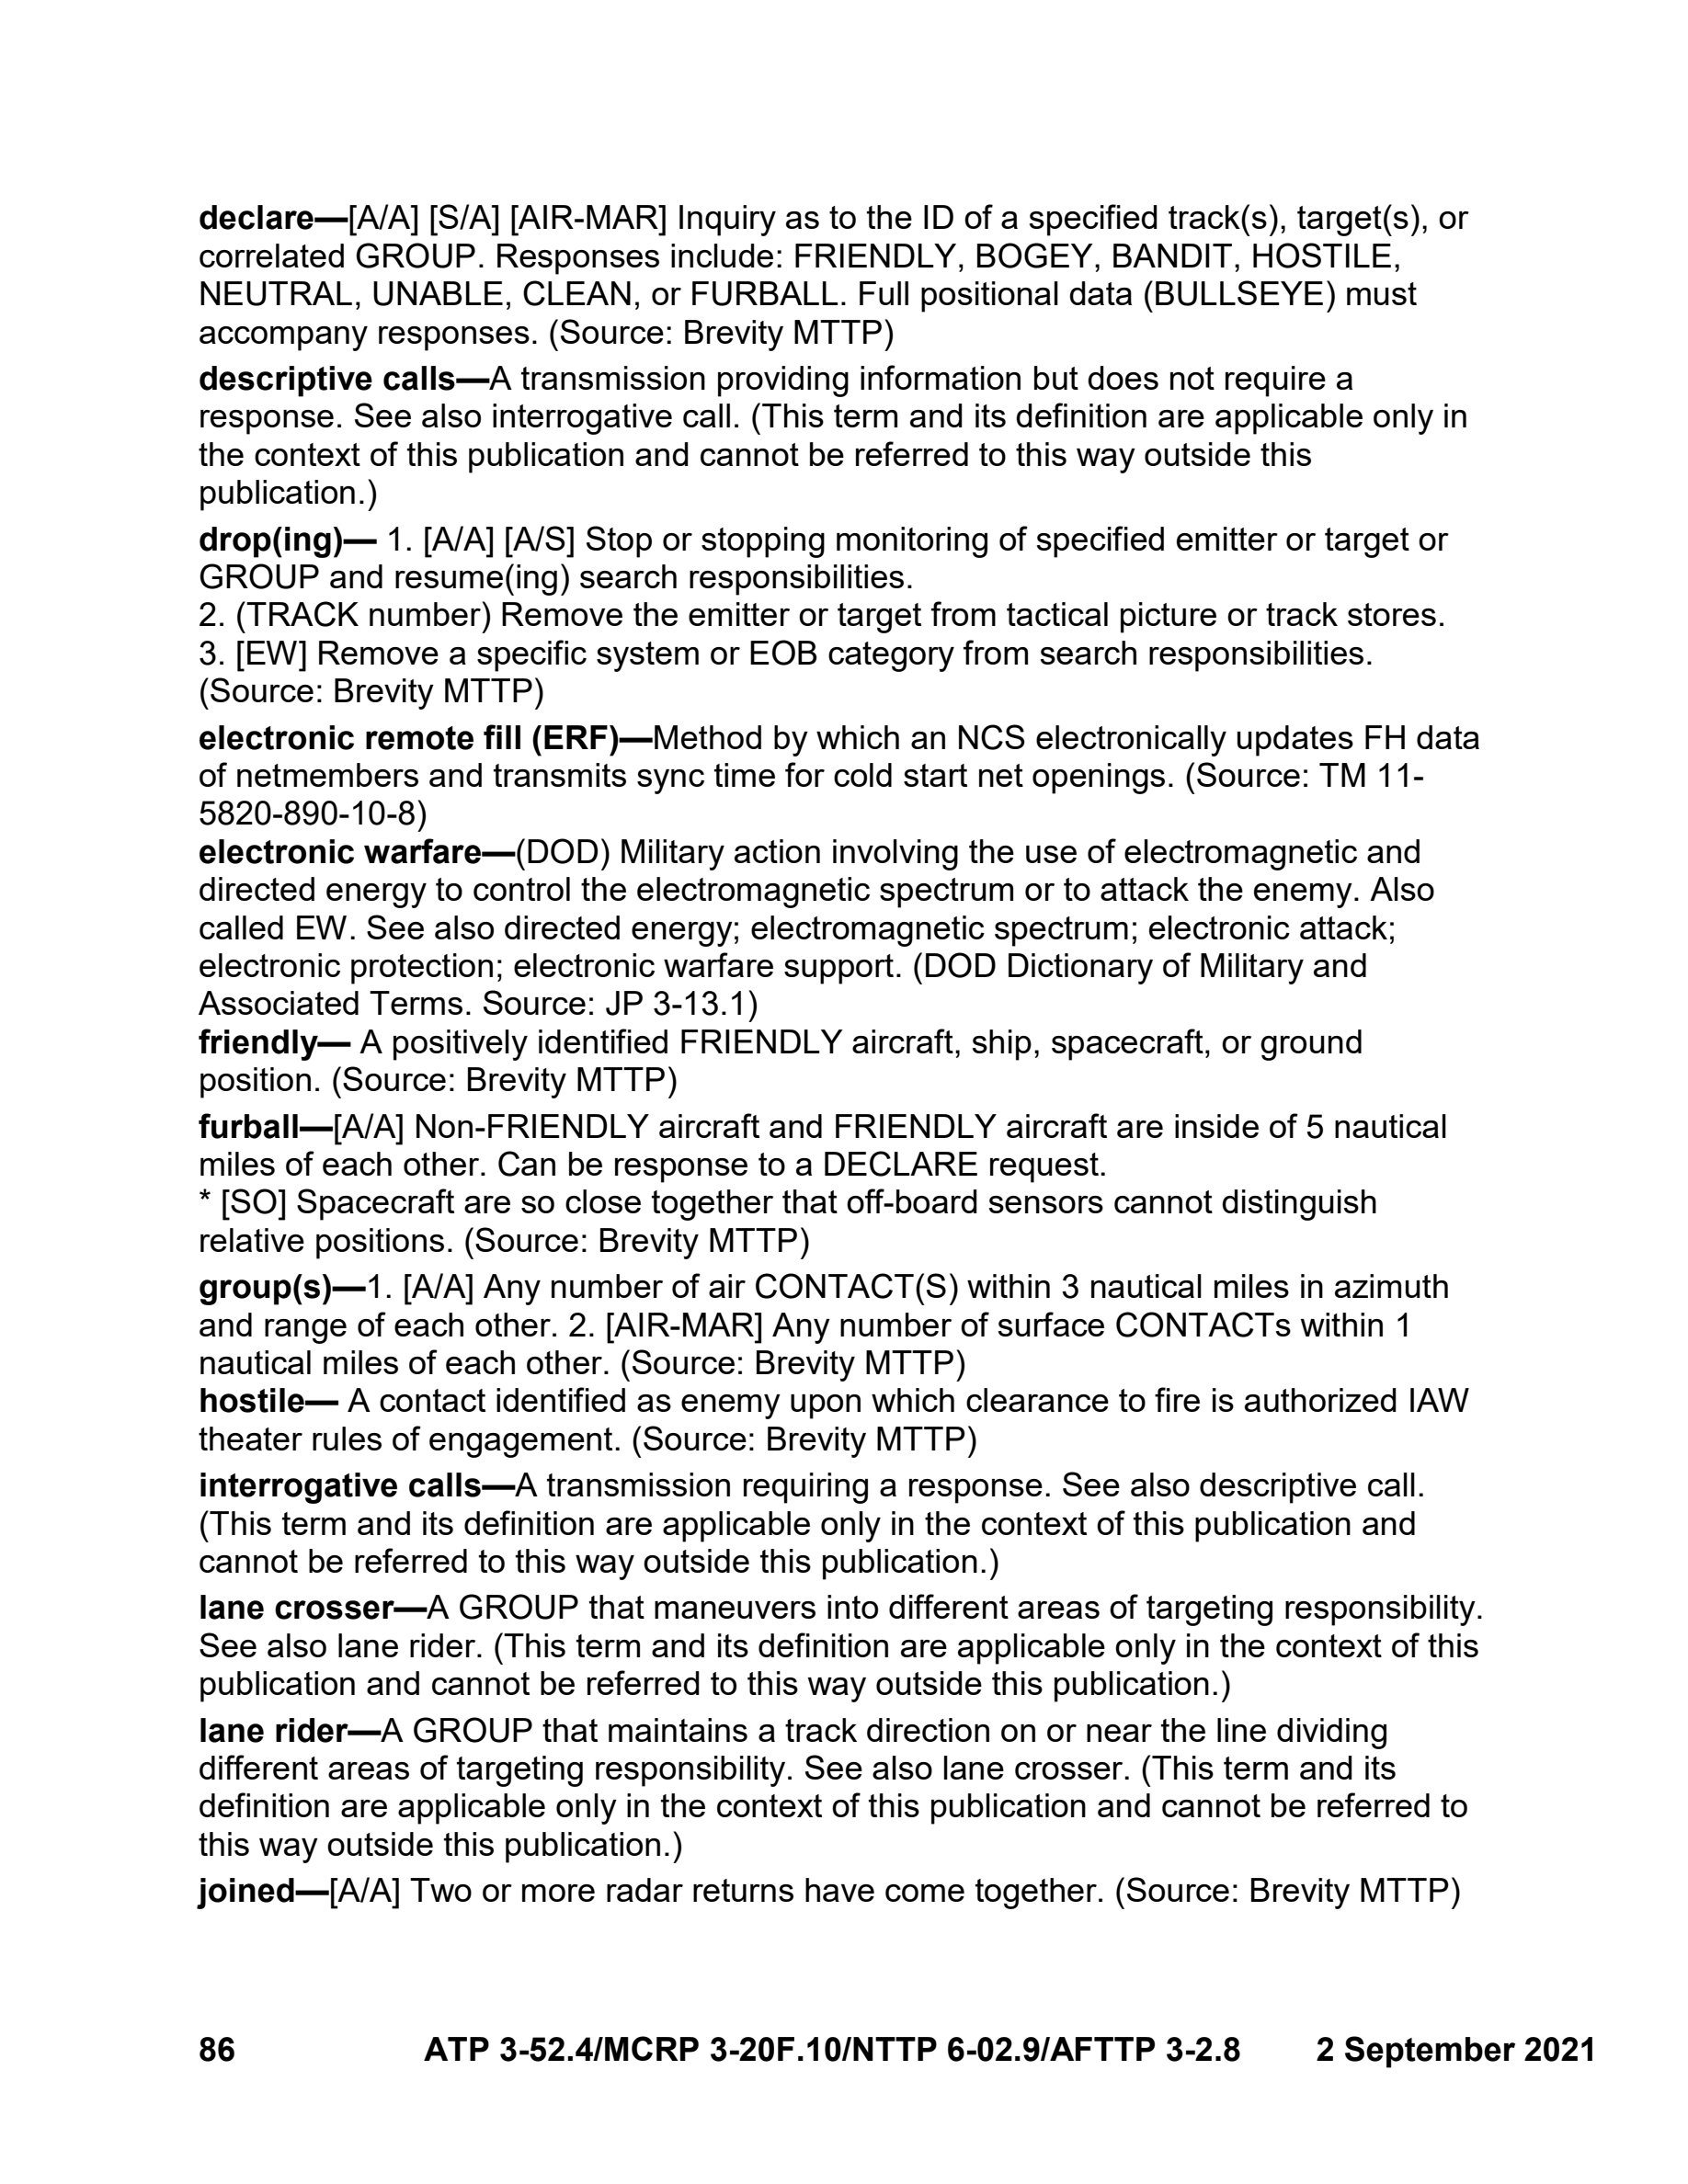 declare—[A/A] [S/A] [AIR-MAR] Inquiry as to the ID of a specified track(s), target(s), or
correlated GROUP. Responses include: FRIENDLY, BOGEY, BANDIT, HOSTILE,
NEUTRAL, UNABLE, CLEAN, or FURBALL. Full positional data (BULLSEYE) must
accompany responses. (Source: Brevity MTTP)
descriptive calls—A transmission providing information but does not require a
response. See also interrogative call. (This term and its definition are applicable only in
the context of this publication and cannot be referred to this way outside this
publication.)
drop(ing)— 1. [A/A] [A/S] Stop or stopping monitoring of specified emitter or target or
GROUP and resume(ing) search responsibilities.
2. (TRACK number) Remove the emitter or target from tactical picture or track stores.
3. [EW] Remove a specific system or EOB category from search responsibilities.
(Source: Brevity MTTP)
electronic remote fill (ERF)—Method by which an NCS electronically updates FH data
of netmembers and transmits sync time for cold start net openings. (Source: TM 11-
5820-890-10-8)
electronic warfare—(DOD) Military action involving the use of electromagnetic and
directed energy to control the electromagnetic spectrum or to attack the enemy. Also
called EW. See also directed energy; electromagnetic spectrum; electronic attack;
electronic protection; electronic warfare support. (DOD Dictionary of Military and
Associated Terms. Source: JP 3-13.1)
friendly— A positively identified FRIENDLY aircraft, ship, spacecraft, or ground
position. (Source: Brevity MTTP)
furball—[A/A] Non-FRIENDLY aircraft and FRIENDLY aircraft are inside of 5 nautical
miles of each other. Can be response to a DECLARE request.
* [SO] Spacecraft are so close together that off-board sensors cannot distinguish
relative positions. (Source: Brevity MTTP)
group(s)—1. [A/A] Any number of air CONTACT(S) within 3 nautical miles in azimuth
and range of each other. 2. [AIR-MAR] Any number of surface CONTACTs within 1
nautical miles of each other. (Source: Brevity MTTP)
hostile— A contact identified as enemy upon which clearance to fire is authorized IAW
theater rules of engagement. (Source: Brevity MTTP)
interrogative calls—A transmission requiring a response. See also descriptive call.
(This term and its definition are applicable only in the context of this publication and
cannot be referred to this way outside this publication.)
lane crosser—A GROUP that maneuvers into different areas of targeting responsibility.
See also lane rider. (This term and its definition are applicable only in the context of this
publication and cannot be referred to this way outside this publication.)
lane rider—A GROUP that maintains a track direction on or near the line dividing
different areas of targeting responsibility. See also lane crosser. (This term and its
definition are applicable only in the context of this publication and cannot be referred to
this way outside this publication.)
joined—[A/A] Two or more radar returns have come together. (Source: Brevity MTTP)
86 ATP 3-52.4/MCRP 3-20F.10/NTTP 6-02.9/AFTTP 3-2.8 2 September 2021